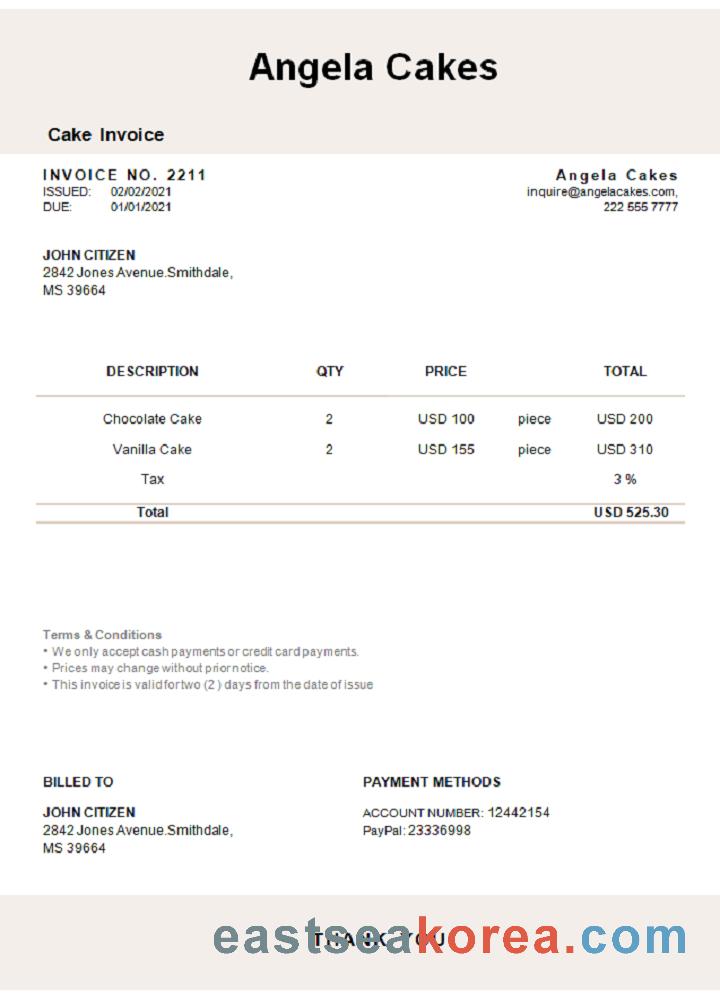 Angela Cakes
Cake Invoice
INVOICE NO. 2211
ISSUED: 02/02/2021
DUE: 01/01/2021
Angela Cakes
inquire@angelacakes.com,
222 555 7777
JOHN CITIZEN
2842 Jones Avenue.Smithdale,
MS 39664
DESCRIPTION QTY PRICE TOTAL
Chocolate Cake 2 USD 100 piece USD 200
Vanilla Cake 2 USD 155 piece USD 310
Tax 3 %
Total USD 525.30
Terms & Conditions
• We only accept cash payments or credit card payments.
• Prices may change without prior notice.
• This invoice is valid for two (2) days from the date of issue
BILLED TO
JOHN CITIZEN
2842 Jones Avenue.Smithdale,
MS 39664
PAYMENT METHODS
ACCOUNT NUMBER: 12442154
PayPal: 23336998
THANK YOU
eastseakorea.com